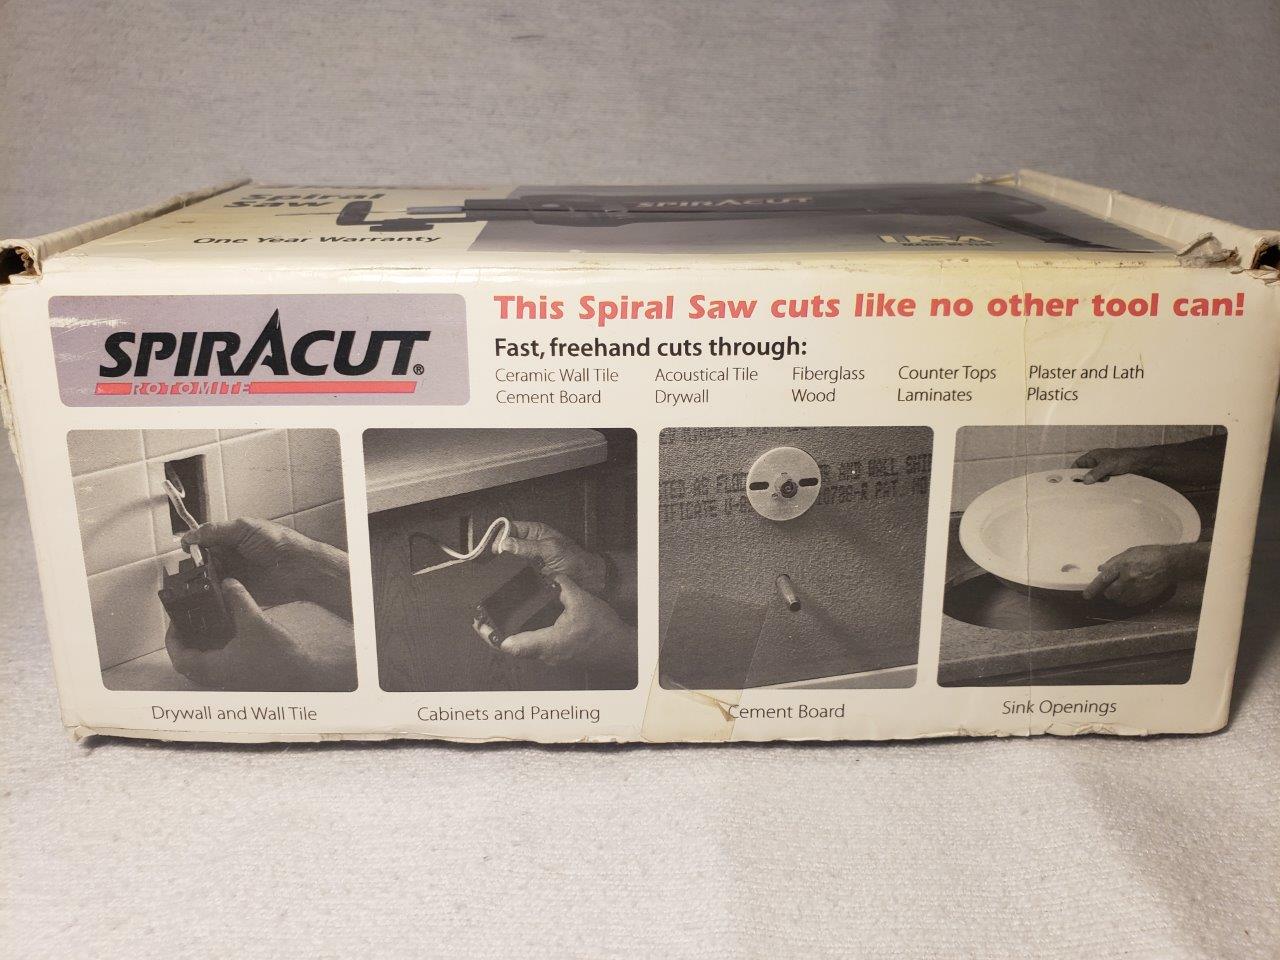 Spiral
Saw
One Year Warranty
SPIRACUT
USA
SPIRACUT®
ROTOMITE
This Spiral Saw cuts like no other tool can!
Fast, freehand cuts through:
Ceramic Wall Tile Acoustical Tile Fiberglass Counter Tops Plaster and Lath
Cement Board Drywall Wood Laminates Plastics
Drywall and Wall Tile
Cabinets and Paneling
Cement Board
Sink Openings